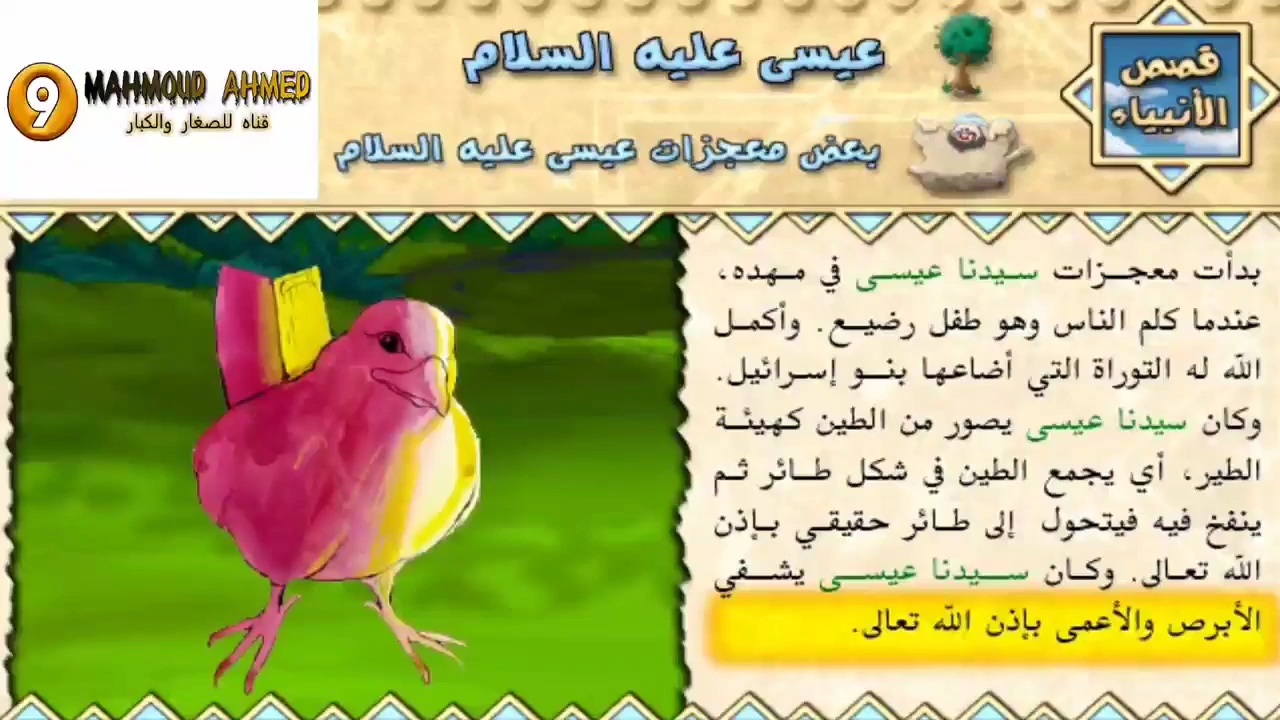 قصص
الأنبياء
عيسى عليه السلام
بعض معجزات عيسى عليه السلام
9 MAHMOUD AHMED
قناه للصغار والكبار
بدأت معجزات سيدنا عيسى في مهده،
عندما كلم الناس وهو طفل رضيع. وأكمل
الله له التوراة التي أضاعها بنو إسرائيل.
وكان سيدنا عيسى يصور من الطين كهيئة
الطير، أي يجمع الطين في شكل طائر ثم
ينفخ فيه فيتحول إلى طائر حقيقي بإذن
الله تعالى. وكان سيدنا عيسى يشفي
الأبرص والأعمى بإذن الله تعالى.